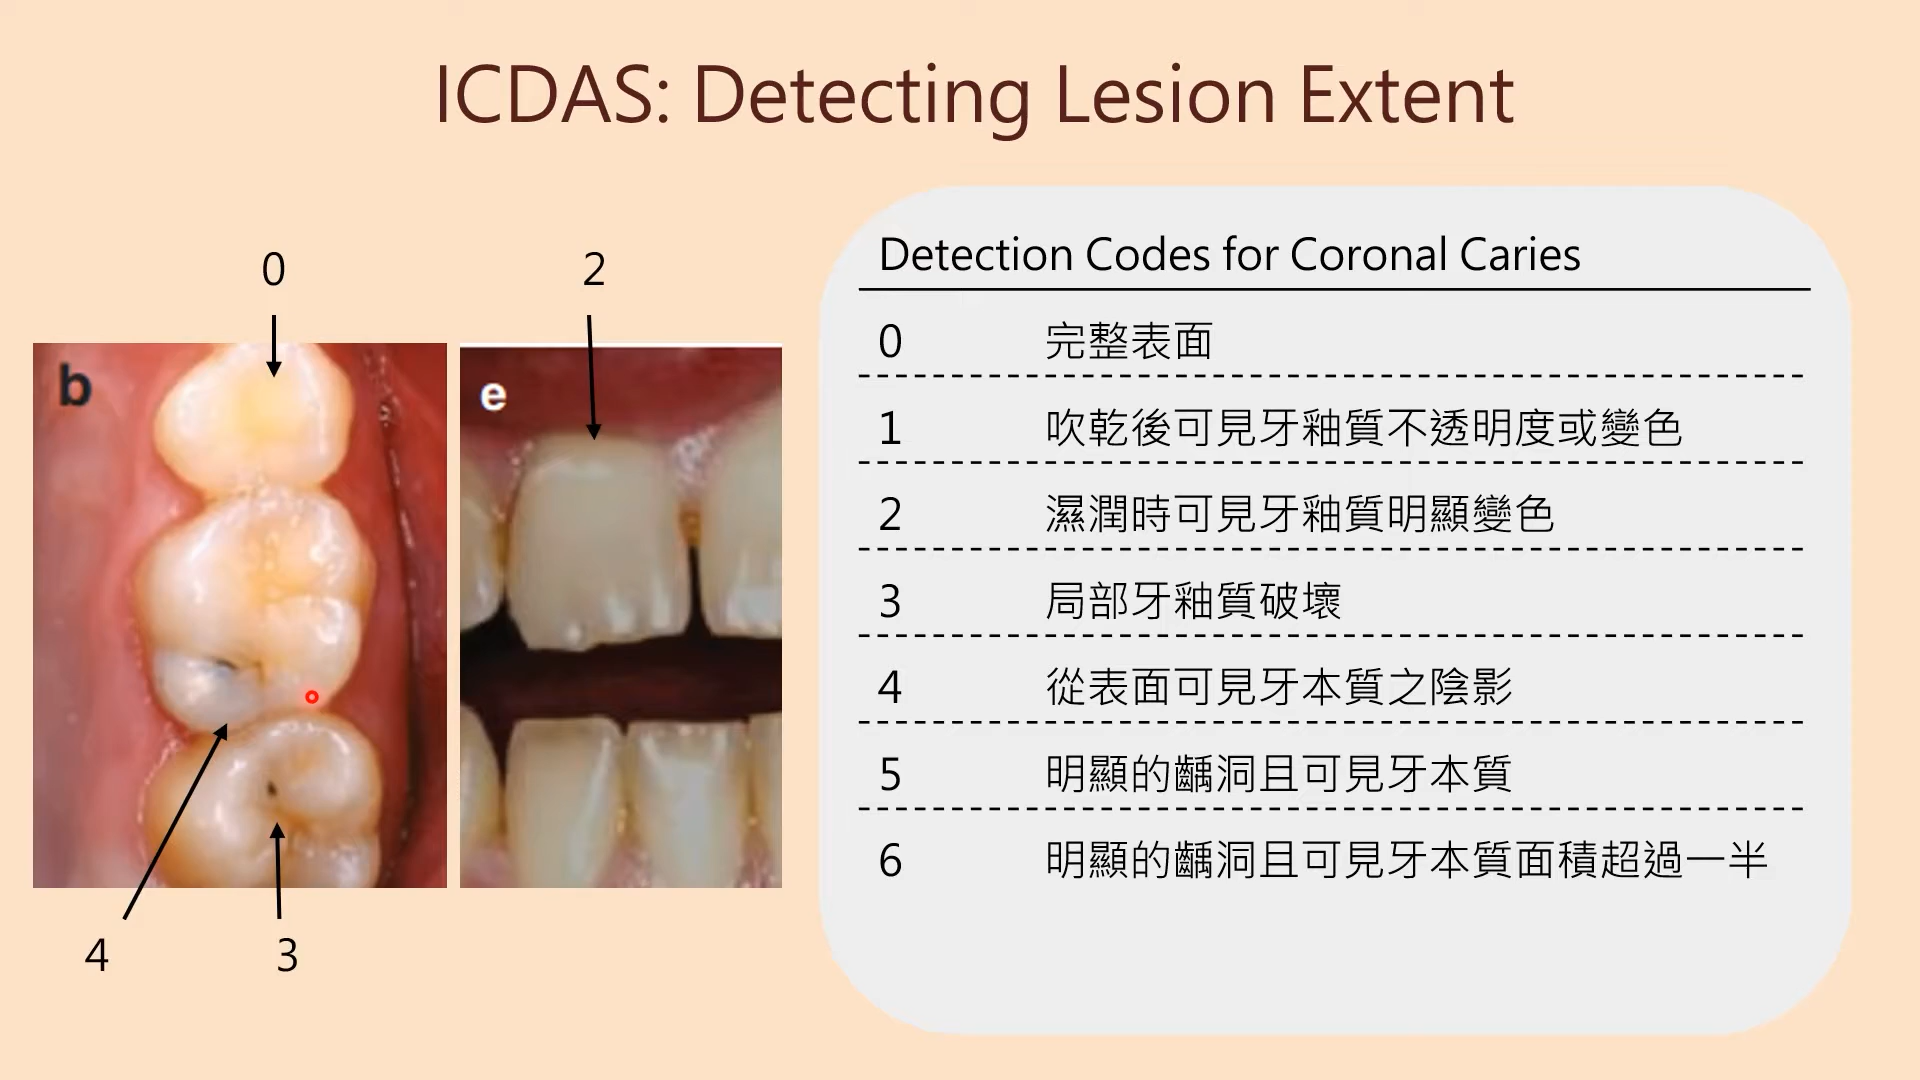 ICDAS: Detecting Lesion Extent
0
2
b
e
4
3
Detection Codes for Coronal Caries
0 完整表面
1 吹乾後可見牙釉質不透明度或變色
2 濕潤時可見牙釉質明顯變色
3 局部牙釉質破壞
4 從表面可見牙本質之陰影
5 明顯的齲洞且可見牙本質
6 明顯的齲洞且可見牙本質面積超過一半